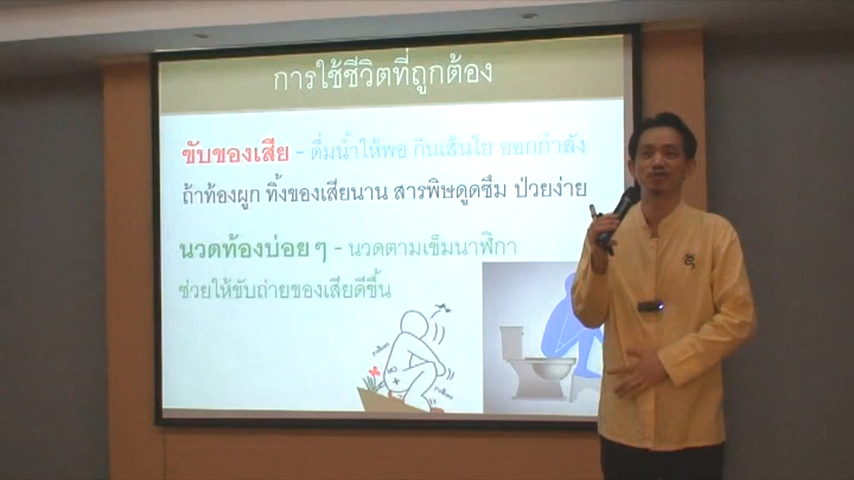 การใช้ชีวิตที่ถูกต้อง
ขับของเสีย - ดื่มน้ำให้พอ กินเส้นใย ออกกำลัง
ถ้าท้องผูก ทิ้งของเสียนาน สารพิษดูดซึม ป่วยง่าย
นวดท้องบ่อย ๆ - นวดตามเข็มนาฬิกา
ช่วยให้ขับถ่ายของเสียดีขึ้น